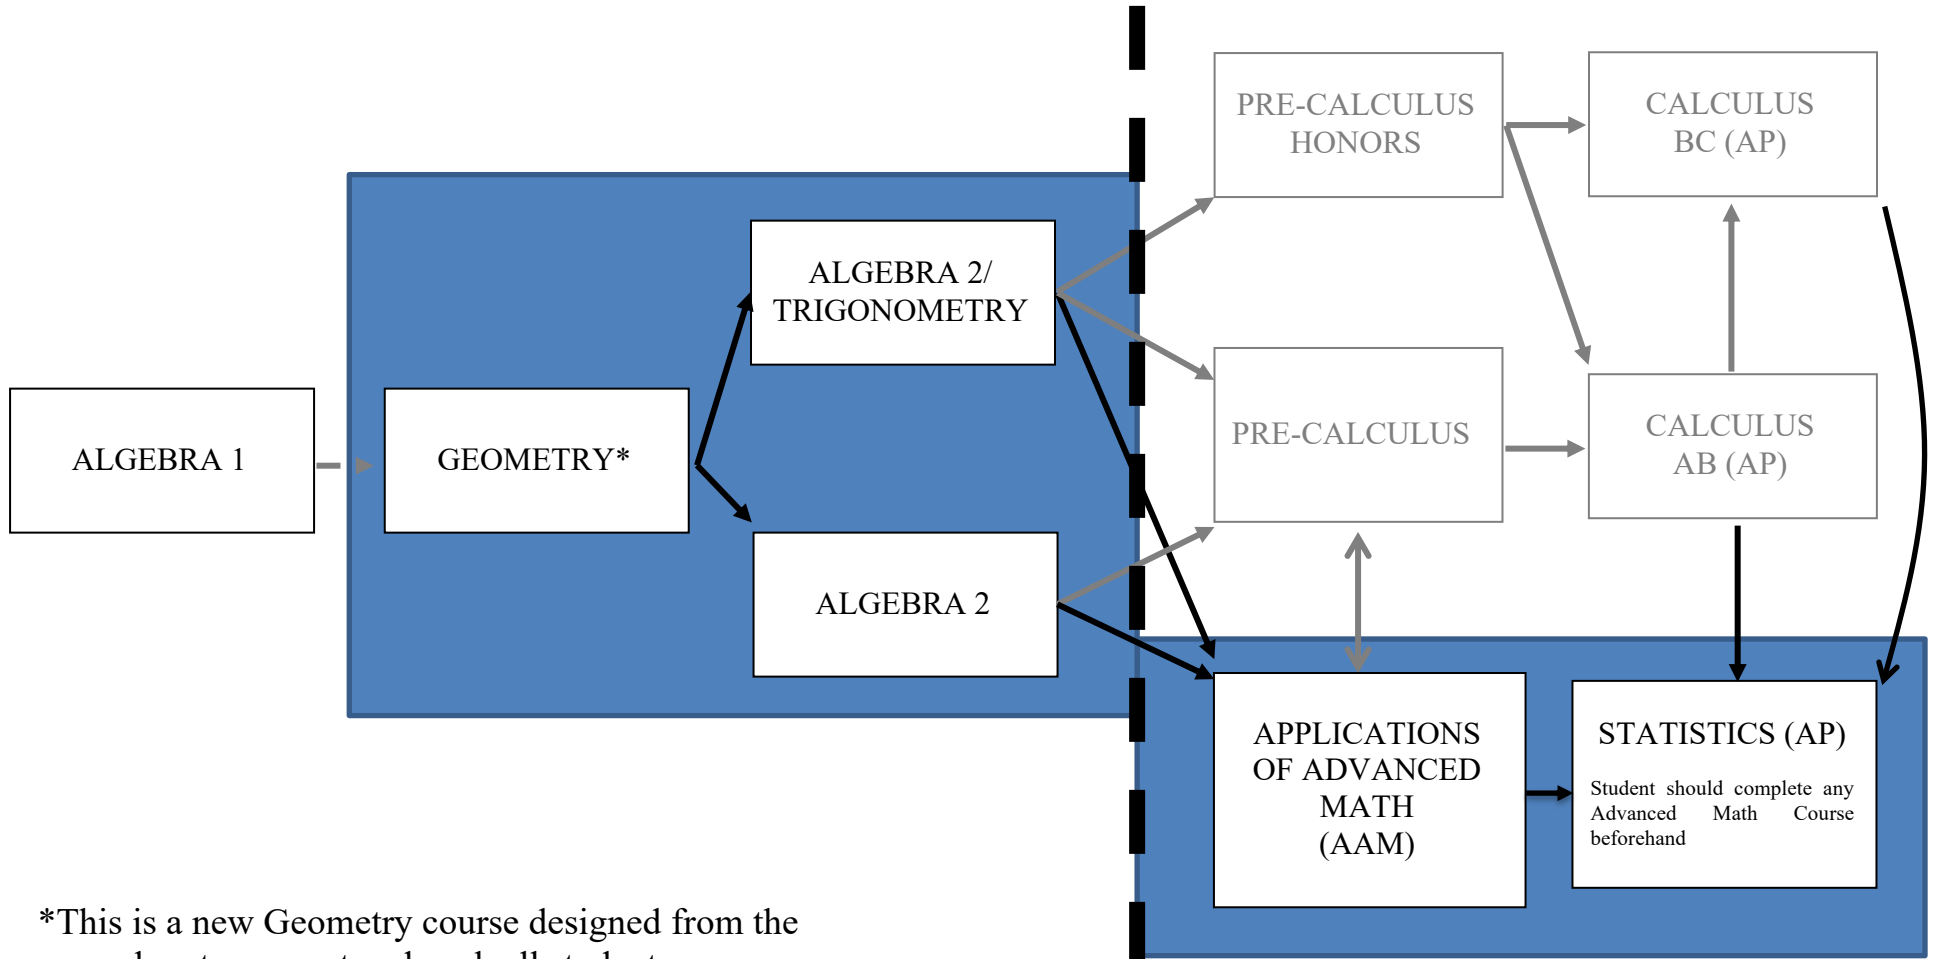 PRE-CALCULUS
HONORS
CALCULUS
BC (AP)
ALGEBRA 2/
TRIGONOMETRY
ALGEBRA 1
GEOMETRY*
PRE-CALCULUS
CALCULUS
AB (AP)
ALGEBRA 2
APPLICATIONS
OF ADVANCED
MATH
(AAM)
STATISTICS (AP)
Student should complete any
Advanced Math Course
beforehand
*This is a new Geometry course designed from the